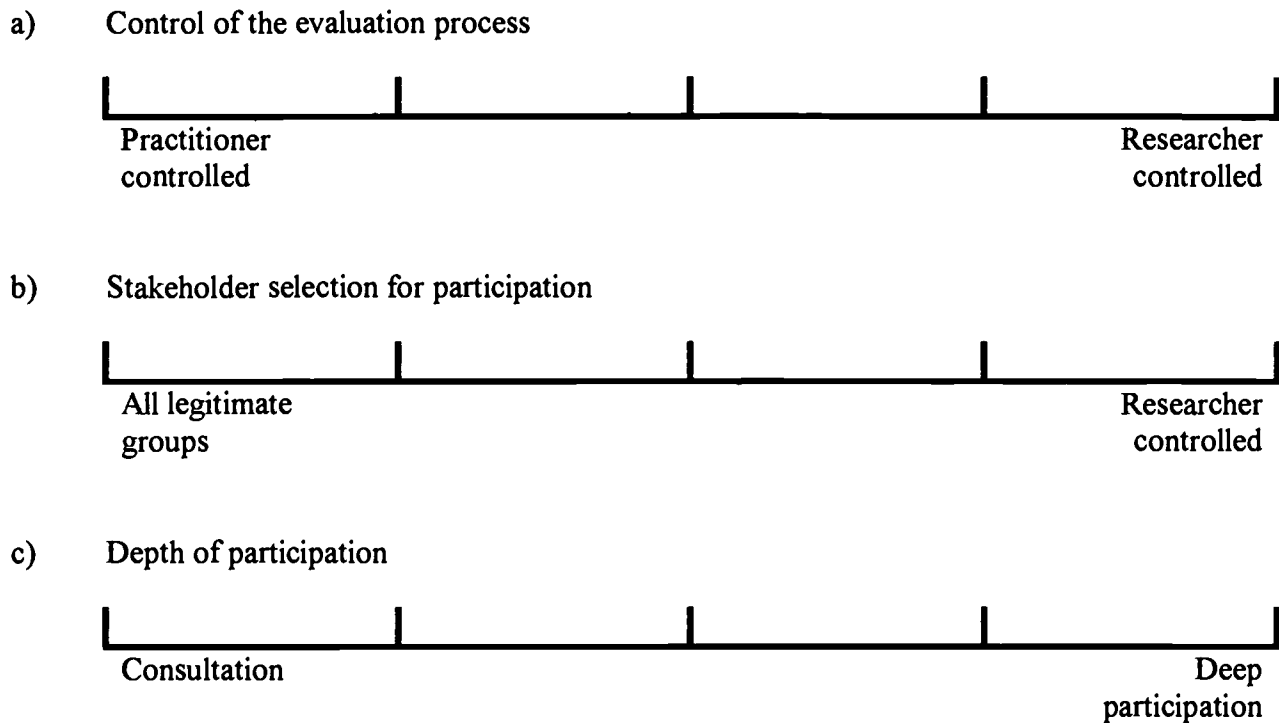 a) Control of the evaluation process
Practitioner Researcher
controlled controlled
b) Stakeholder selection for participation
All legitimate Researcher
groups controlled
c) Depth of participation
Consultation Deep
participation